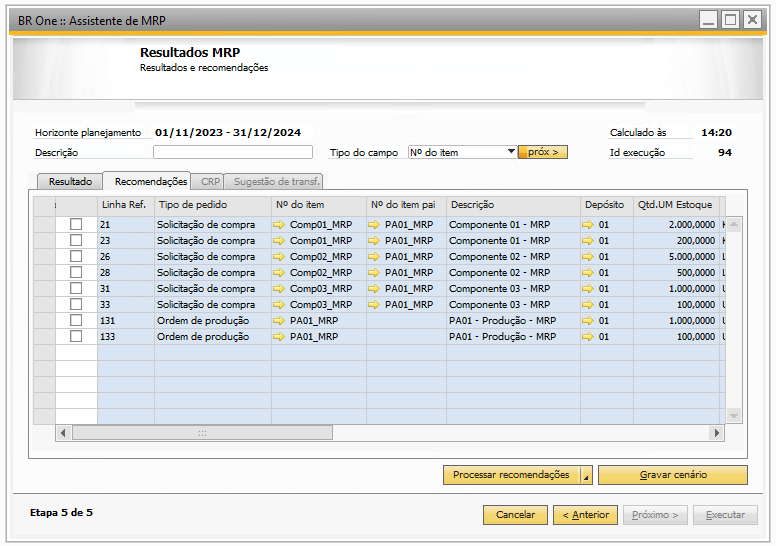 BR One :: Assistente de MRP
Resultados MRP
Resultados e recomendações
Horizonte planejamento 01/11/2023 - 31/12/2024 Calculado às 14:20
Descrição Tipo do campo Nº do item próx > Id execução 94
Resultado Recomendações CRP Sugestão de transf.
Linha Ref. Tipo de pedido Nº do item Nº do item pai Descrição Depósito Qtd.UM Estoque
21 Solicitação de compra Comp01_MRP PA01_MRP Componente 01 - MRP 01 2.000,0000
23 Solicitação de compra Comp01_MRP PA01_MRP Componente 01 - MRP 01 200,0000
26 Solicitação de compra Comp02_MRP PA01_MRP Componente 02 - MRP 01 5.000,0000
28 Solicitação de compra Comp02_MRP PA01_MRP Componente 02 - MRP 01 500,0000
31 Solicitação de compra Comp03_MRP PA01_MRP Componente 03 - MRP 01 1.000,0000
33 Solicitação de compra Comp03_MRP PA01_MRP Componente 03 - MRP 01 100,0000
131 Ordem de produção PA01_MRP PA01 - Produção - MRP 01 1.000,0000
133 Ordem de produção PA01_MRP PA01 - Produção - MRP 01 100,0000
Processar recomendações Gravar cenário
Etapa 5 de 5 Cancelar < Anterior Próximo > Executar